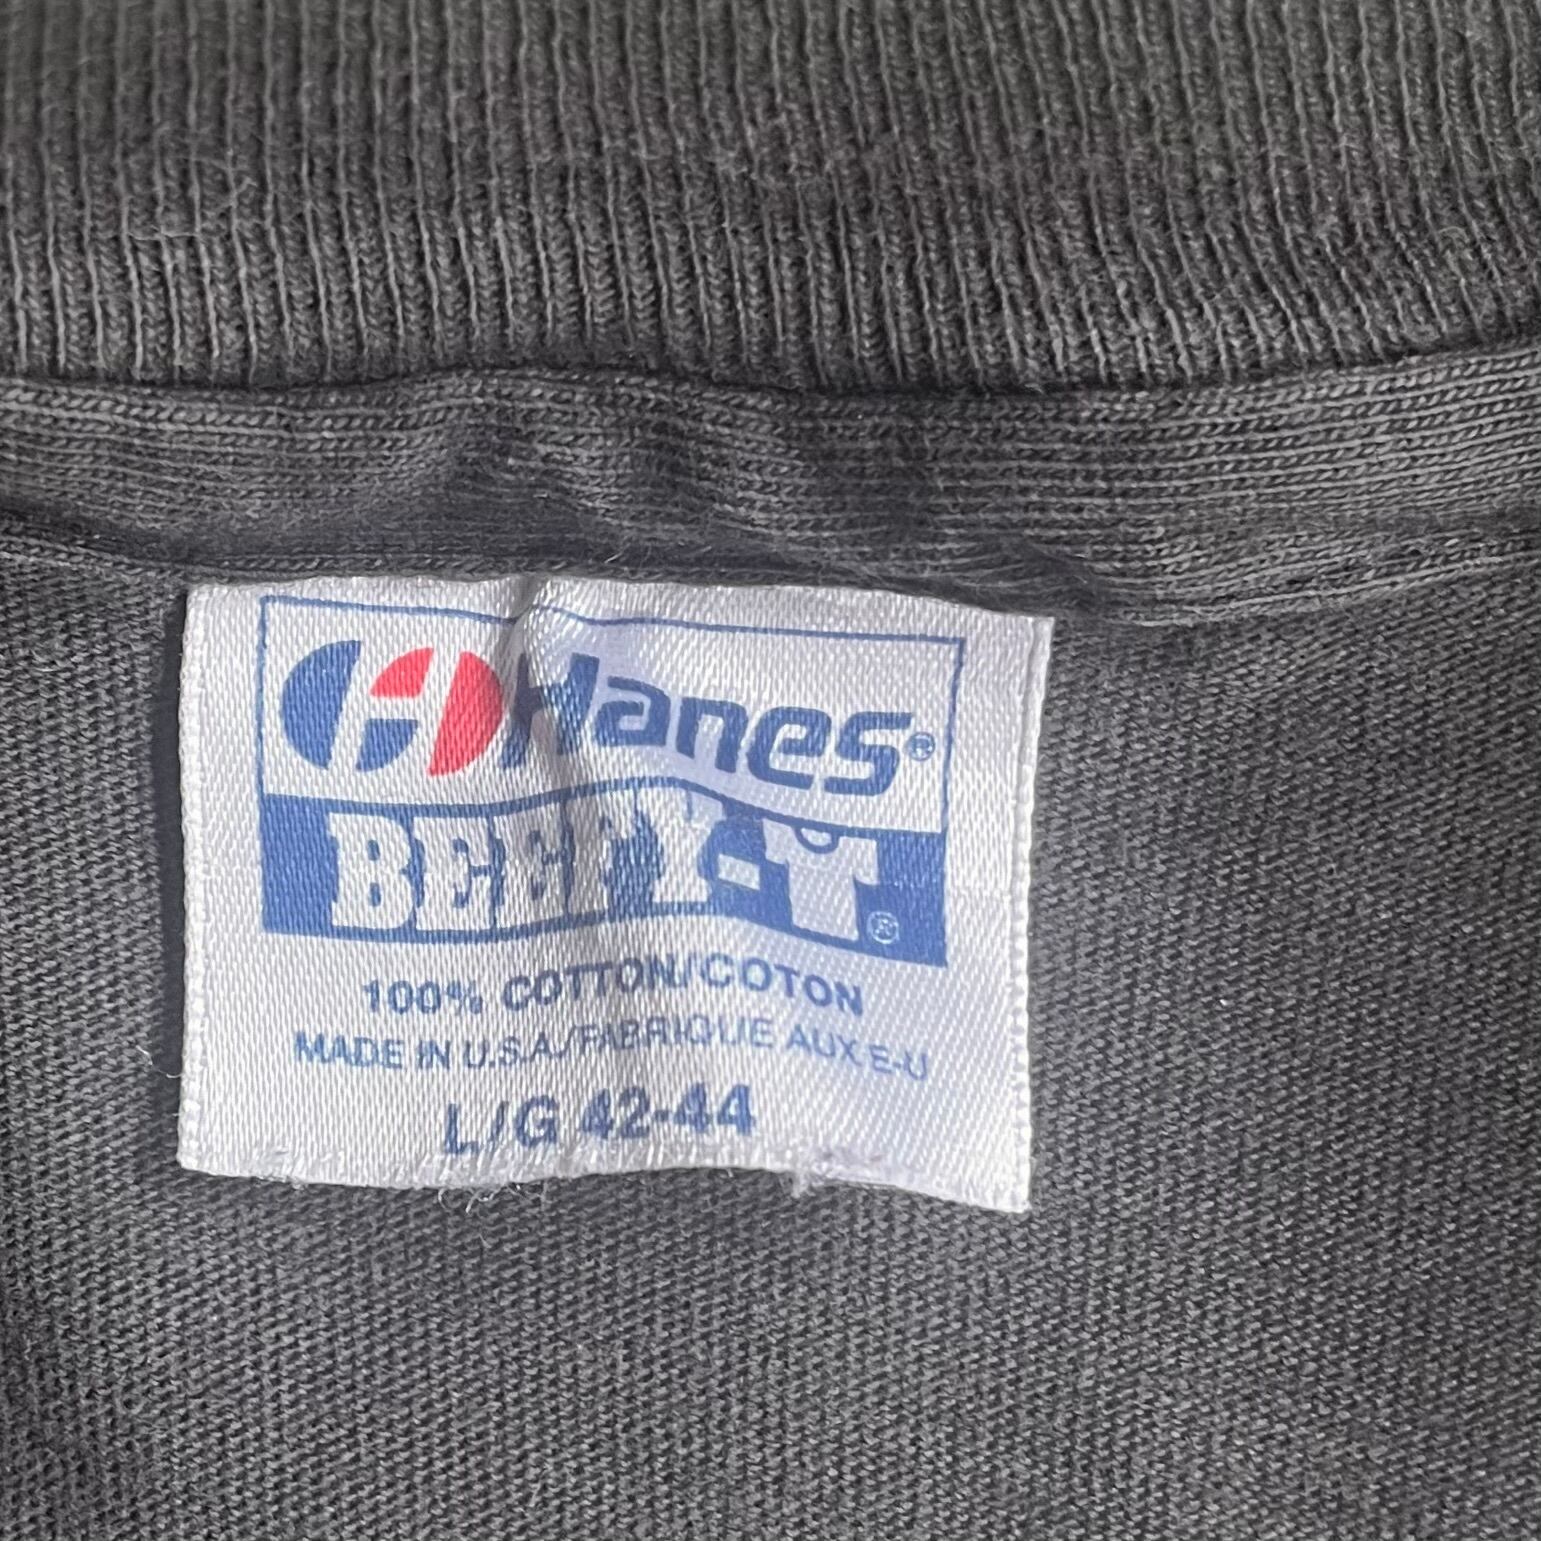 Hanes®
BEEFY-T®
100% COTTON/COTON
MADE IN U.S.A./FABRIQUE AUX E-U
L/G 42-44